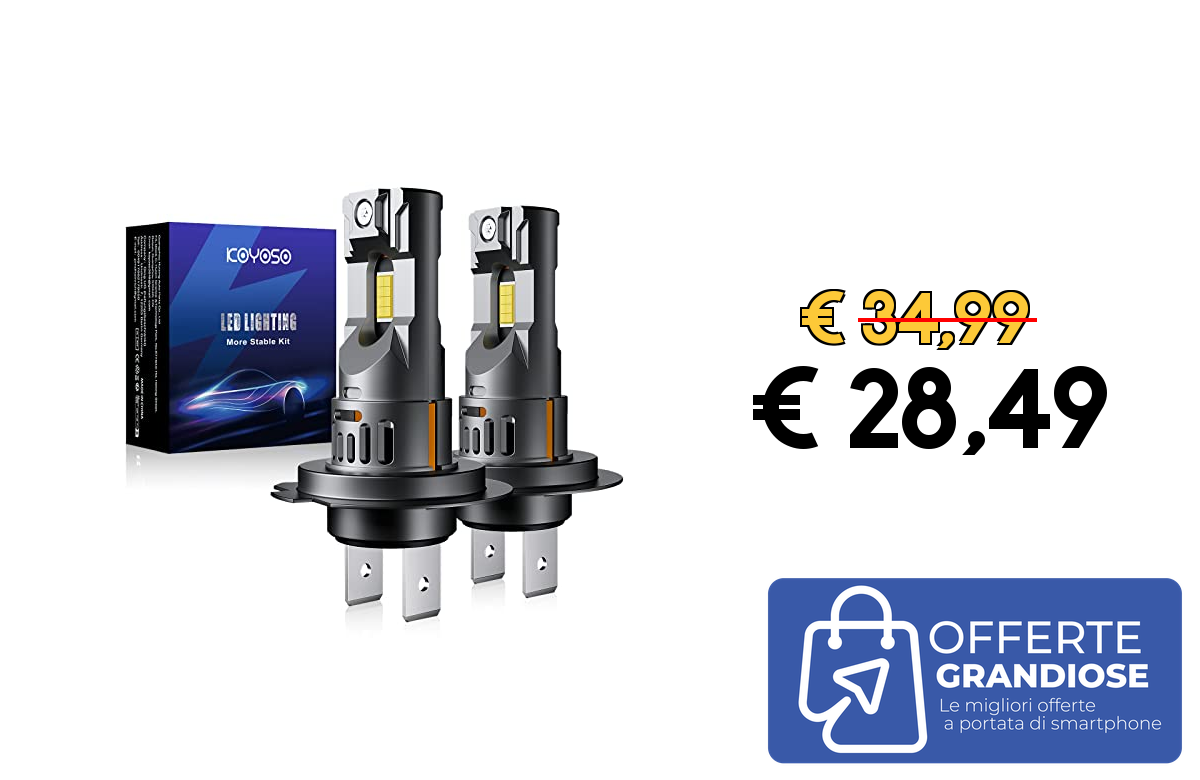 KOYOSO
LED LIGHTING
More Stable Kit
€ 34,99
€ 28,49
OFFERTE
GRANDIOSE
Le migliori offerte
a portata di smartphone